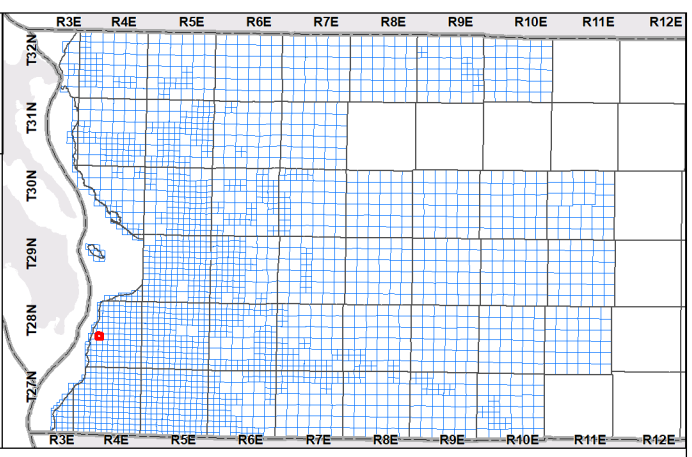 R3E R4E R5E R6E R7E R8E R9E R10E R11E R12E
T32N
T31N
T30N
T29N
T28N
T27N
R3E R4E R5E R6E R7E R8E R9E R10E R11E R12E